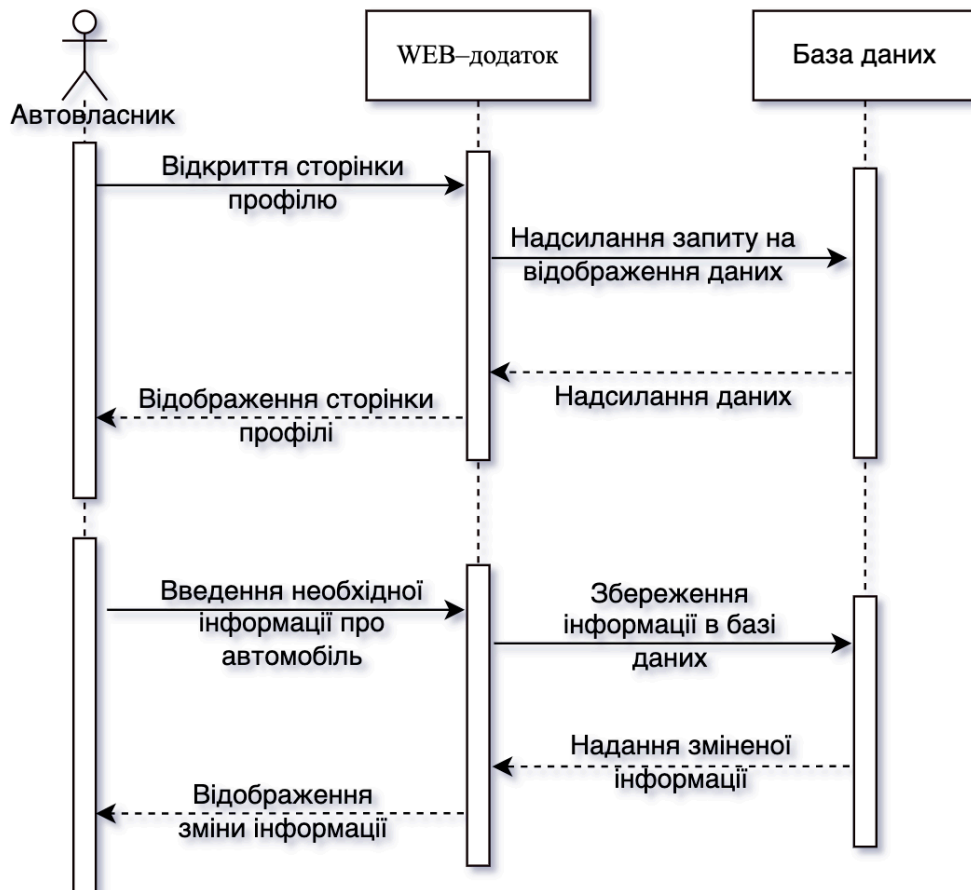 WEB–додаток
База даних
Автовласник
Відкриття сторінки
профілю
Надсилання запиту на
відображення даних
Надсилання даних
Відображення сторінки
профілі
Введення необхідної
інформації про
автомобіль
Збереження
інформації в базі
даних
Надання зміненої
інформації
Відображення
зміни інформації